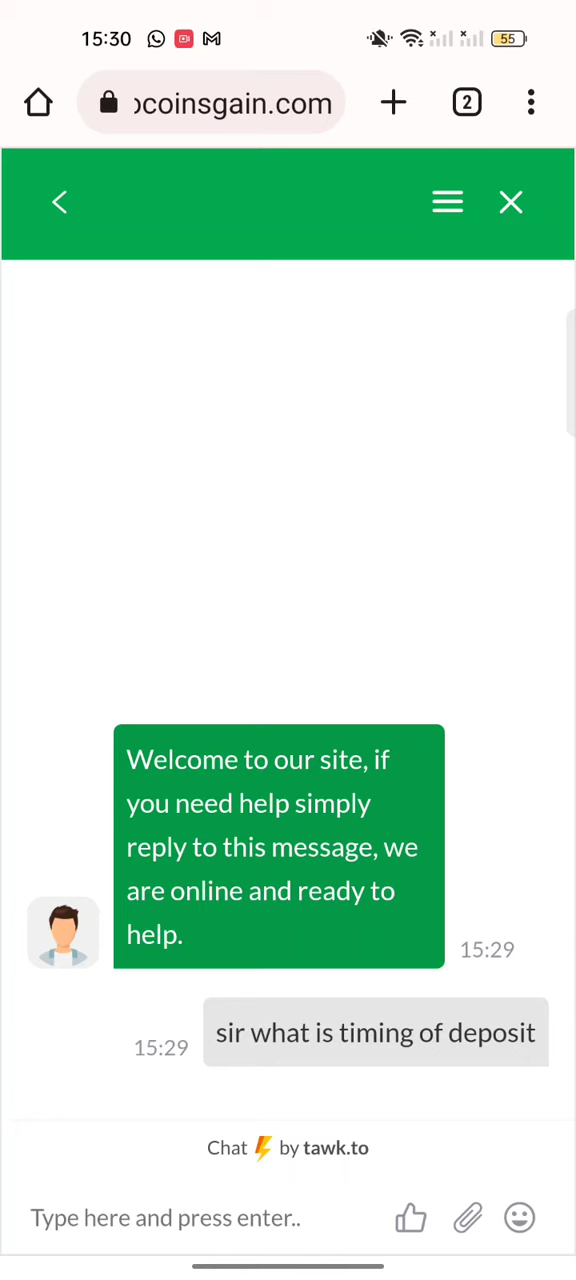 15:30
55
ocoinsgain.com
2
Welcome to our site, if
you need help simply
reply to this message, we
are online and ready to
help.
15:29
sir what is timing of deposit
15:29
Chat by tawk.to
Type here and press enter..